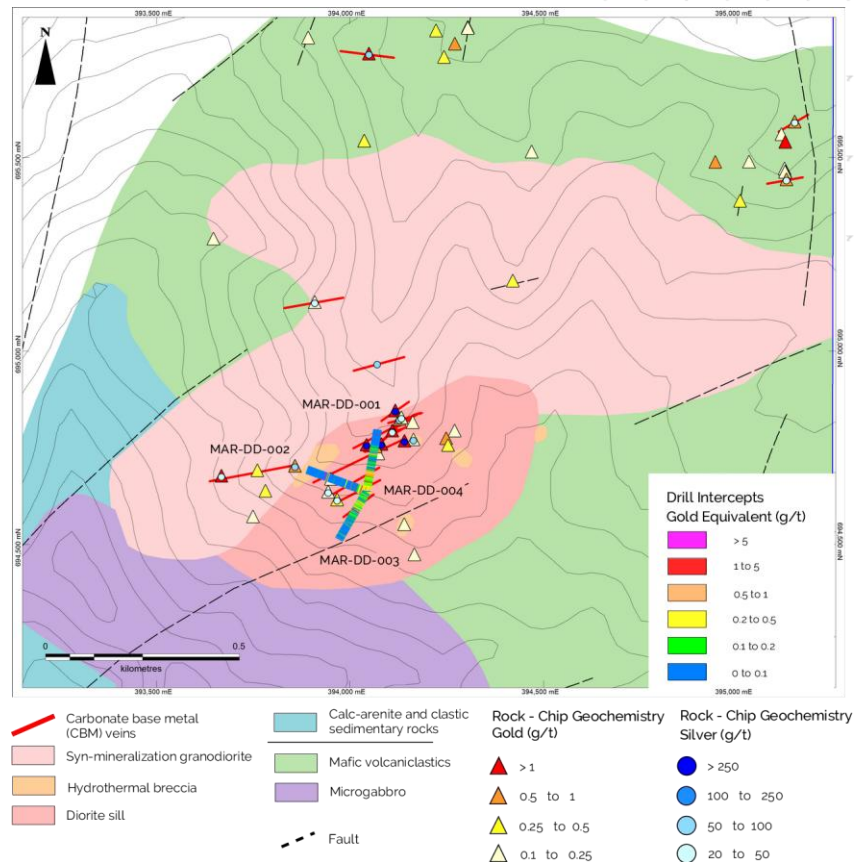 393,500 mE 394,000 mE 394,500 mE 395,000 mE
N
695,500 mN
695,500 mN
695,000 mN
695,000 mN
MAR-DD-001
MAR-DD-002
MAR-DD-004
MAR-DD-003
694,500 mN
694,500 mN
Drill Intercepts
Gold Equivalent (g/t)
> 5
1 to 5
0.5 to 1
0.2 to 0.5
0.1 to 0.2
0 to 0.1
0 0.5
kilometres
393,500 mE 394,000 mE 394,500 mE 395,000 mE
Carbonate base metal
(CBM) veins
Syn-mineralization granodiorite
Hydrothermal breccia
Diorite sill
Calc-arenite and clastic
sedimentary rocks
Mafic volcaniclastics
Microgabbro
Fault
Rock - Chip Geochemistry
Gold (g/t)
> 1
0.5 to 1
0.25 to 0.5
0.1 to 0.25
Rock - Chip Geochemistry
Silver (g/t)
> 250
100 to 250
50 to 100
20 to 50